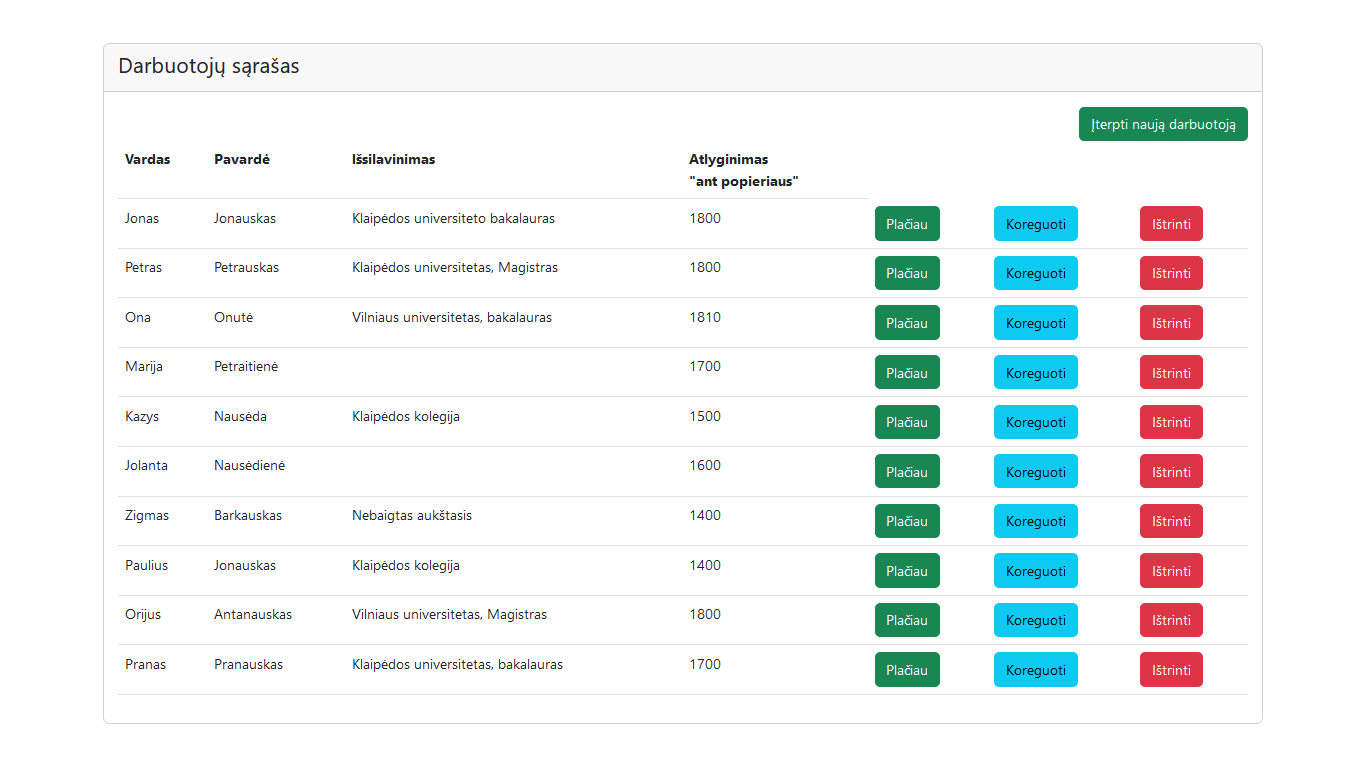 Darbuotojų sąrašas
Įterpti naują darbuotoją
Vardas Pavardė Išsilavinimas Atlyginimas
"ant popieriaus"
Jonas Jonauskas Klaipėdos universiteto bakalauras 1800 Plačiau Koreguoti Ištrinti
Petras Petrauskas Klaipėdos universitetas, Magistras 1800 Plačiau Koreguoti Ištrinti
Ona Onutė Vilniaus universitetas, bakalauras 1810 Plačiau Koreguoti Ištrinti
Marija Petraitienė 1700 Plačiau Koreguoti Ištrinti
Kazys Nausėda Klaipėdos kolegija 1500 Plačiau Koreguoti Ištrinti
Jolanta Nausėdienė 1600 Plačiau Koreguoti Ištrinti
Zigmas Barkauskas Nebaigtas aukštasis 1400 Plačiau Koreguoti Ištrinti
Paulius Jonauskas Klaipėdos kolegija 1400 Plačiau Koreguoti Ištrinti
Orijus Antanauskas Vilniaus universitetas, Magistras 1800 Plačiau Koreguoti Ištrinti
Pranas Pranauskas Klaipėdos universitetas, bakalauras 1700 Plačiau Koreguoti Ištrinti